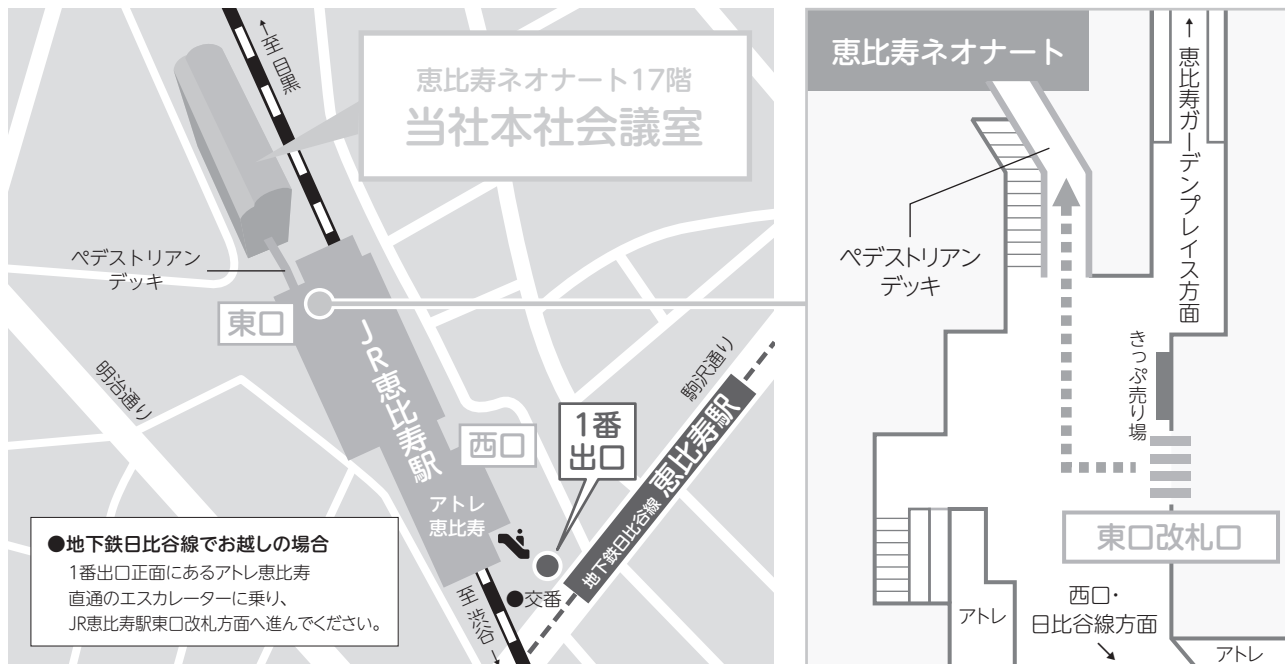 ←至 目黒
恵比寿ネオナート17階
当社本社会議室
ペデストリアン
デッキ
東口
JR恵比寿駅
明治通り
駒沢通り
西口
1番
出口
アトレ
恵比寿
地下鉄日比谷線 恵比寿駅
●交番
至 渋谷→
●地下鉄日比谷線でお越しの場合
1番出口正面にあるアトレ恵比寿
直通のエスカレーターに乗り、
JR恵比寿駅東口改札方面へ進んでください。
恵比寿ネオナート
←恵比寿ガーデンプレイス方面
ペデストリアン
デッキ
きっぷ売り場
東口改札口
西口・
日比谷線方面
アトレ
アトレ